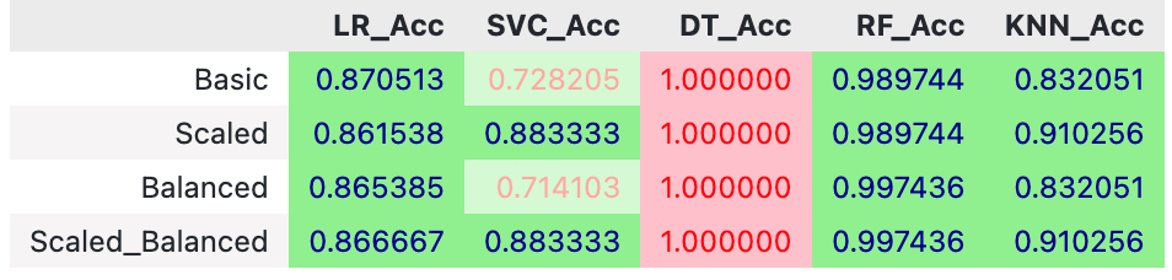 LR_Acc SVC_Acc DT_Acc RF_Acc KNN_Acc
Basic 0.870513 0.728205 1.000000 0.989744 0.832051
Scaled 0.861538 0.883333 1.000000 0.989744 0.910256
Balanced 0.865385 0.714103 1.000000 0.997436 0.832051
Scaled_Balanced 0.866667 0.883333 1.000000 0.997436 0.910256